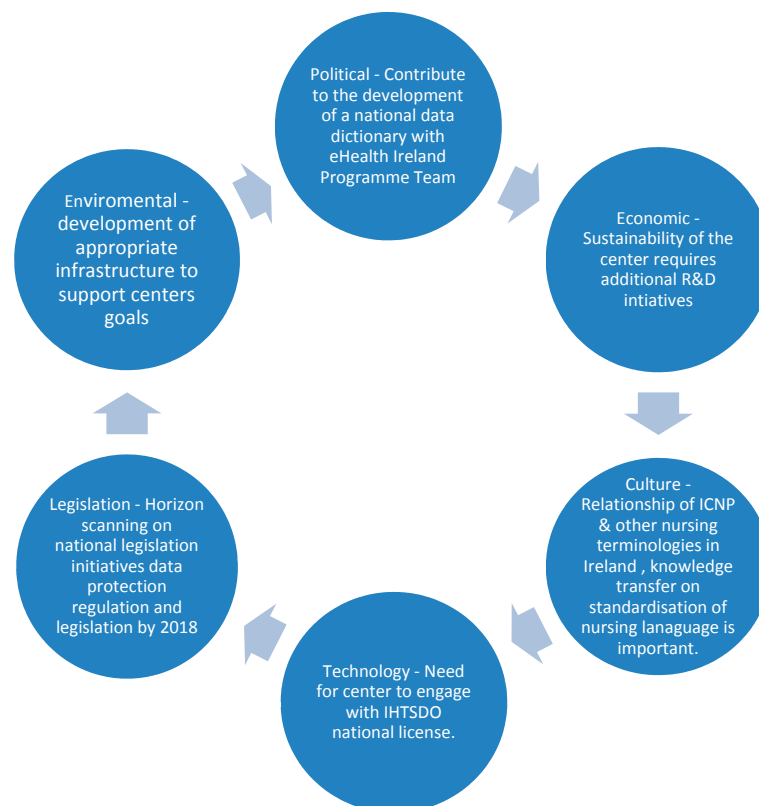 Political - Contribute
to the development
of a national data
dictionary with
eHealth Ireland
Programme Team
Economic -
Sustainability of the
center requires
additional R&D
intiatives
Culture -
Relationship of ICNP
& other nursing
terminologies in
Ireland , knowledge
transfer on
standardisation of
nursing lanaguage is
important.
Technology - Need
for center to engage
with IHTSDO
national license.
Legislation - Horizon
scanning on
national legislation
initiatives data
protection
regulation and
legislation by 2018
Enviromental -
development of
appropriate
infrastructure to
support centers
goals